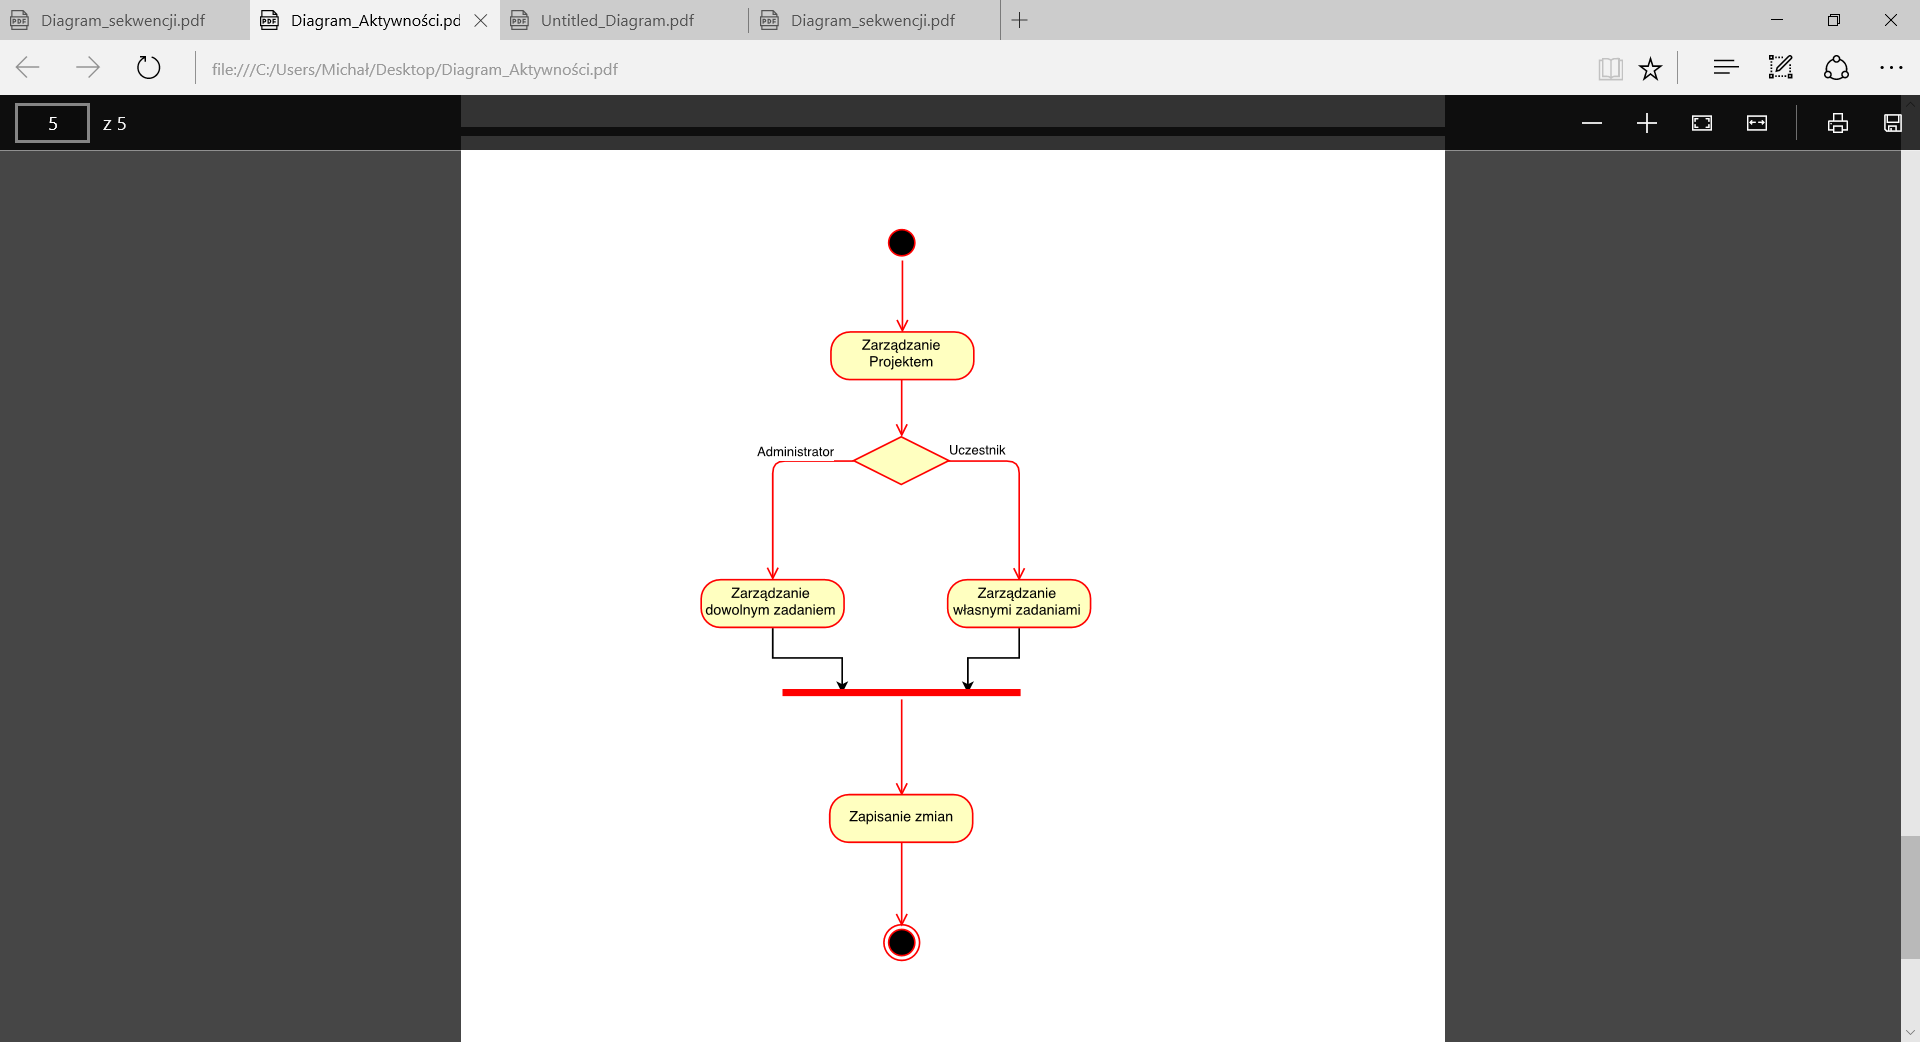 Diagram_sekwencji.pdf
Diagram_Aktywności.pd
Untitled_Diagram.pdf
Diagram_sekwencji.pdf
file:///C:/Users/Michał/Desktop/Diagram_Aktywności.pdf
5 z 5
Zarządzanie
Projektem
Administrator
Uczestnik
Zarządzanie
dowolnym zadaniem
Zarządzanie
własnymi zadaniami
Zapisanie zmian